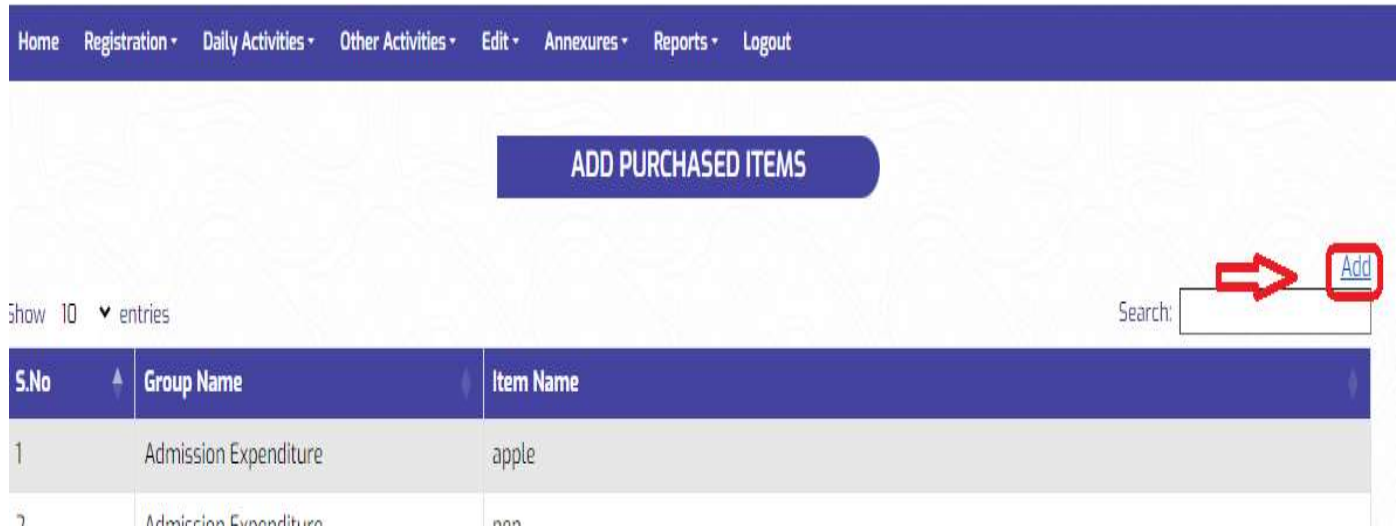 Home Registration Daily Activities Other Activities Edit Annexures Reports Logout
ADD PURCHASED ITEMS
Add
Show 10 entries
Search:
S.No Group Name Item Name
1 Admission Expenditure apple
2 Admission Expenditure